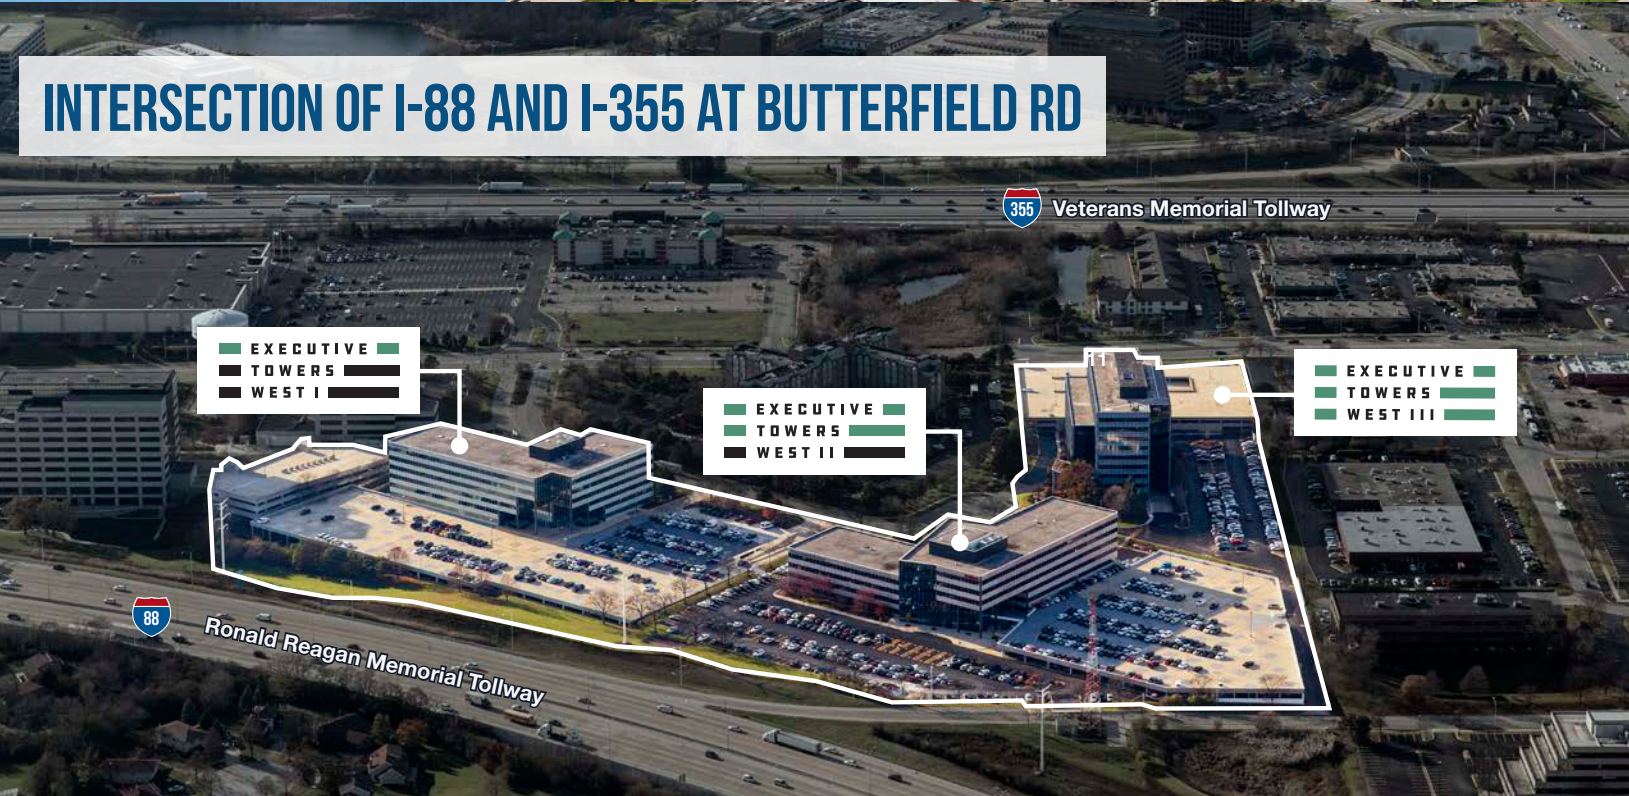 INTERSECTION OF I-88 AND I-355 AT BUTTERFIELD RD
355 Veterans Memorial Tollway
EXECUTIVE
TOWERS
WEST I
EXECUTIVE
TOWERS
WEST II
EXECUTIVE
TOWERS
WEST III
11
88
Ronald Reagan Memorial Tollway